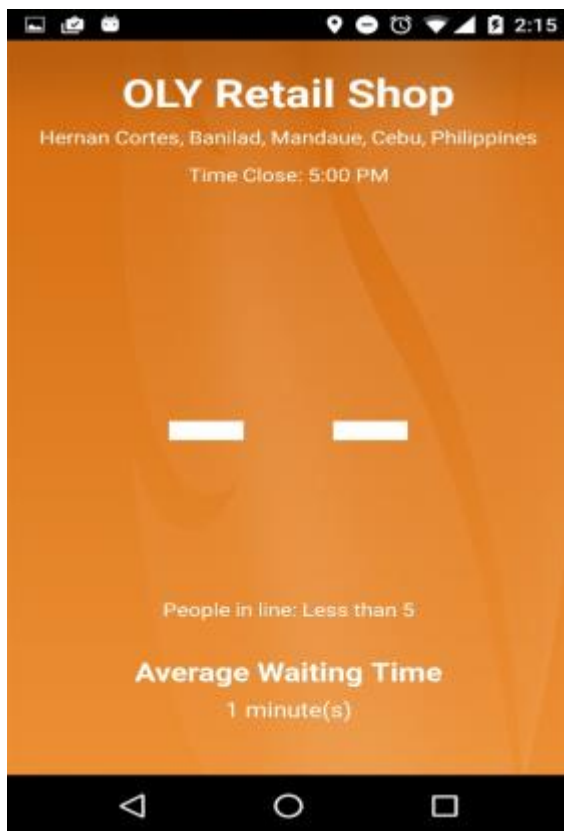 2:15
OLY Retail Shop
Hernan Cortes, Banilad, Mandaue, Cebu, Philippines
Time Close: 5:00 PM
– –
People in line: Less than 5
Average Waiting Time
1 minute(s)